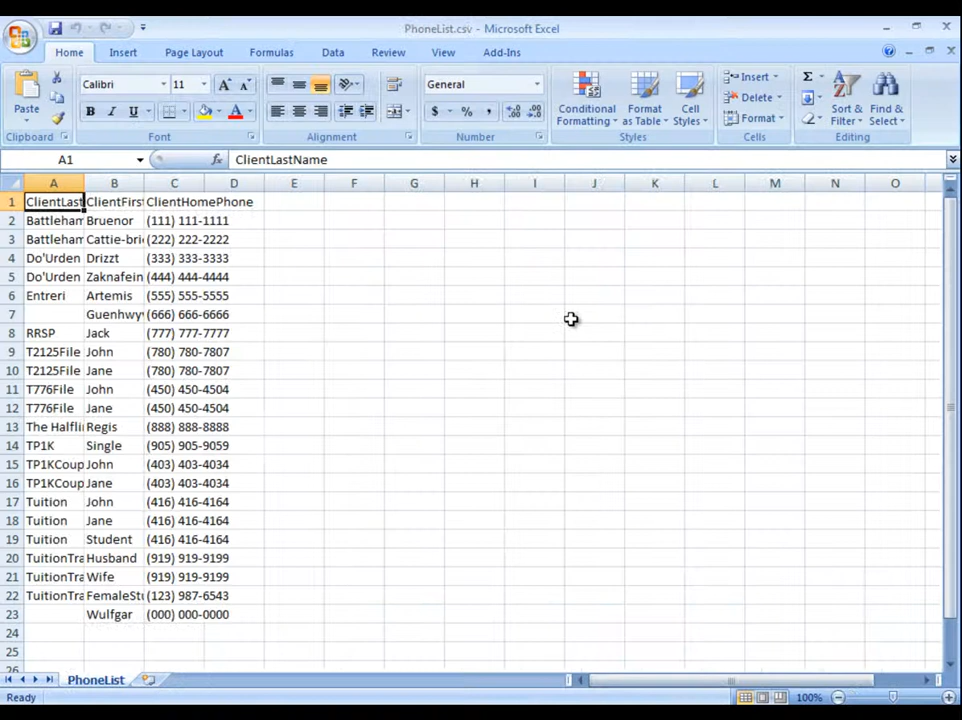 PhoneList.csv - Microsoft Excel
Home Insert Page Layout Formulas Data Review View Add-Ins
Paste Calibri 11 General Conditional Formatting Format as Table Cell Styles Insert Delete Format Sort & Filter Find & Select
B I U $ % ,
Clipboard Font Alignment Number Styles Cells Editing
A1 fx ClientLastName
A B C D E F G H I J K L M N O
1 ClientLast ClientFirst ClientHomePhone
2 Battleham Bruenor (111) 111-1111
3 Battleham Cattie-brie (222) 222-2222
4 Do'Urden Drizzt (333) 333-3333
5 Do'Urden Zaknafein (444) 444-4444
6 Entreri Artemis (555) 555-5555
7 Guenhwyv (666) 666-6666
8 RRSP Jack (777) 777-7777
9 T2125File John (780) 780-7807
10 T2125File Jane (780) 780-7807
11 T776File John (450) 450-4504
12 T776File Jane (450) 450-4504
13 The Halflin Regis (888) 888-8888
14 TP1K Single (905) 905-9059
15 TP1KCoup John (403) 403-4034
16 TP1KCoup Jane (403) 403-4034
17 Tuition John (416) 416-4164
18 Tuition Jane (416) 416-4164
19 Tuition Student (416) 416-4164
20 TuitionTra Husband (919) 919-9199
21 TuitionTra Wife (919) 919-9199
22 TuitionTra FemaleStu (123) 987-6543
23 Wulfgar (000) 000-0000
24
25
26
PhoneList
Ready 100%